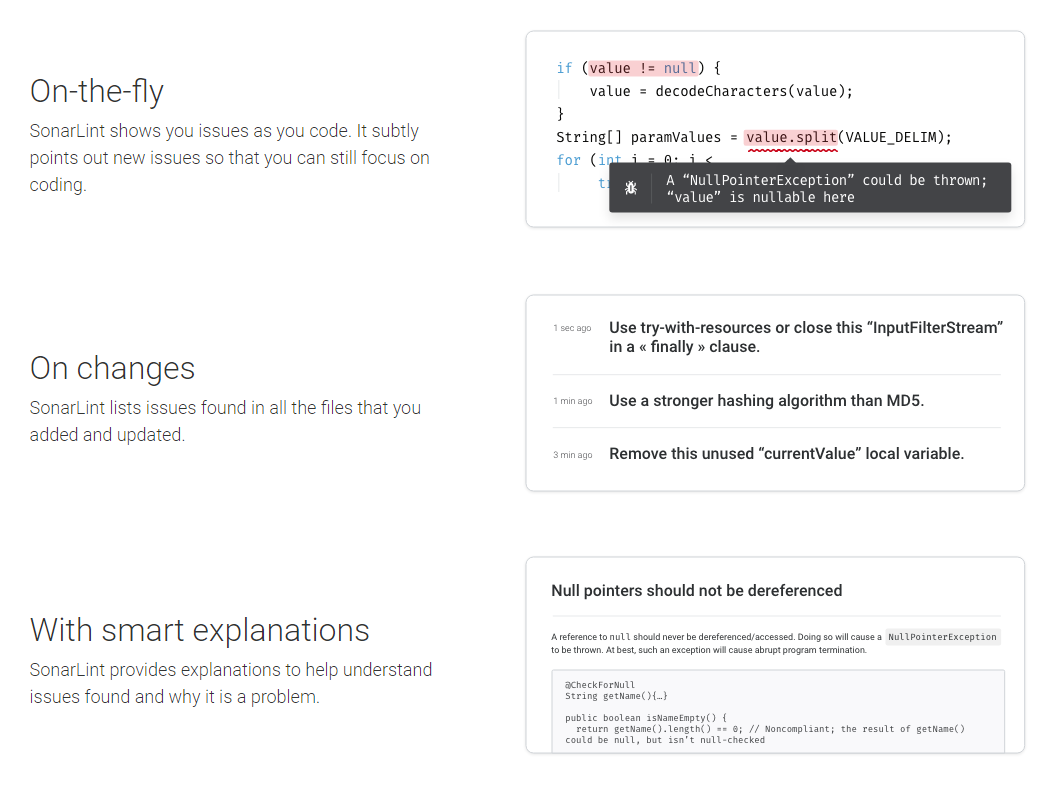 On-the-fly
SonarLint shows you issues as you code. It subtly
points out new issues so that you can still focus on
coding.
if (value != null) {
value = decodeCharacters(value);
}
String[] paramValues = value.split(VALUE_DELIM);
for (int i = 0; i <
A “NullPointerException” could be thrown;
“value” is nullable here
On changes
SonarLint lists issues found in all the files that you
added and updated.
1 sec ago Use try-with-resources or close this “InputFilterStream”
in a « finally » clause.
1 min ago Use a stronger hashing algorithm than MD5.
3 min ago Remove this unused “currentValue” local variable.
With smart explanations
SonarLint provides explanations to help understand
issues found and why it is a problem.
Null pointers should not be dereferenced
A reference to null should never be dereferenced/accessed. Doing so will cause a NullPointerException
to be thrown. At best, such an exception will cause abrupt program termination.
@CheckForNull
String getName(){…}
public boolean isNameEmpty() {
return getName().length() == 0; // Noncompliant; the result of getName()
could be null, but isn’t null-checked